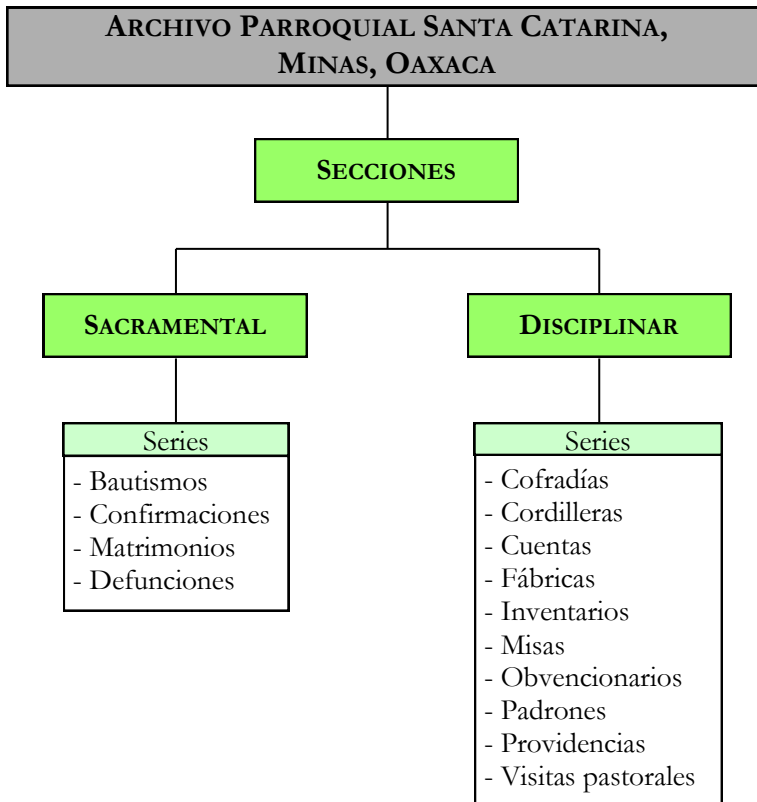 ARCHIVO PARROQUIAL SANTA CATARINA,
MINAS, OAXACA
SECCIONES
SACRAMENTAL
DISCIPLINAR
Series
- Bautismos
- Confirmaciones
- Matrimonios
- Defunciones
Series
- Cofradías
- Cordilleras
- Cuentas
- Fábricas
- Inventarios
- Misas
- Obvencionarios
- Padrones
- Providencias
- Visitas pastorales